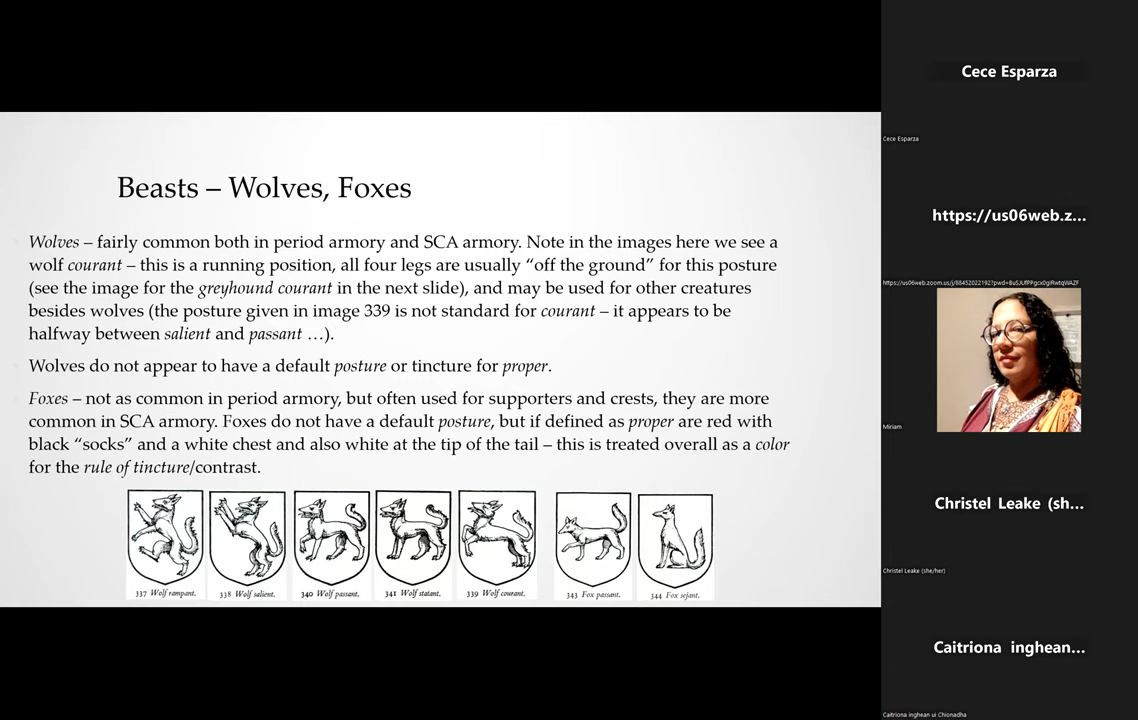 Beasts – Wolves, Foxes
Wolves – fairly common both in period armory and SCA armory. Note in the images here we see a
wolf courant – this is a running position, all four legs are usually “off the ground” for this posture
(see the image for the greyhound courant in the next slide), and may be used for other creatures
besides wolves (the posture given in image 339 is not standard for courant – it appears to be
halfway between salient and passant …).
Wolves do not appear to have a default posture or tincture for proper.
Foxes – not as common in period armory, but often used for supporters and crests, they are more
common in SCA armory. Foxes do not have a default posture, but if defined as proper are red with
black “socks” and a white chest and also white at the tip of the tail – this is treated overall as a color
for the rule of tincture/contrast.
337 Wolf rampant.
338 Wolf salient.
340 Wolf passant.
341 Wolf statant.
339 Wolf courant.
343 Fox passant.
344 Fox sejant.
Cece Esparza
Cece Esparza
https://us06web.z...
Miriam
Christel Leake (sh...
Christel Leake (she/her)
Caitriona inghean...
Caitriona inghean ui Chionadha